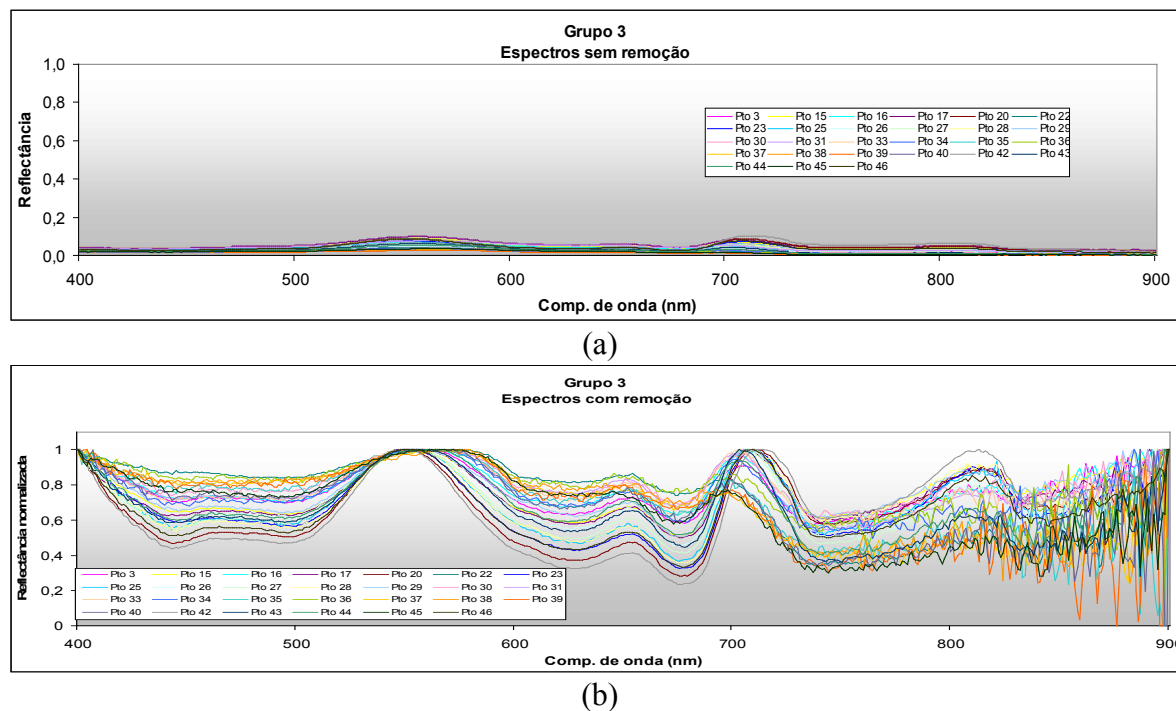 Grupo 3
Espectros sem remoção
1,0
0,8
0,6
0,4
0,2
0,0
Reflectância
Pto 3 Pto 15 Pto 16 Pto 17 Pto 20 Pto 22
Pto 23 Pto 25 Pto 26 Pto 27 Pto 28 Pto 29
Pto 30 Pto 31 Pto 33 Pto 34 Pto 35 Pto 36
Pto 37 Pto 38 Pto 39 Pto 40 Pto 42 Pto 43
Pto 44 Pto 45 Pto 46
400 500 600 700 800 900
Comp. de onda (nm)
(a)
Grupo 3
Espectros com remoção
1
0,8
0,6
0,4
0,2
0
Reflectância normalizada
Pto 3 Pto 15 Pto 16 Pto 17 Pto 20 Pto 22 Pto 23
Pto 25 Pto 26 Pto 27 Pto 28 Pto 29 Pto 30 Pto 31
Pto 33 Pto 34 Pto 35 Pto 36 Pto 37 Pto 38 Pto 39
Pto 40 Pto 42 Pto 43 Pto 44 Pto 45 Pto 46
400 500 600 700 800 900
Comp. de onda (nm)
(b)